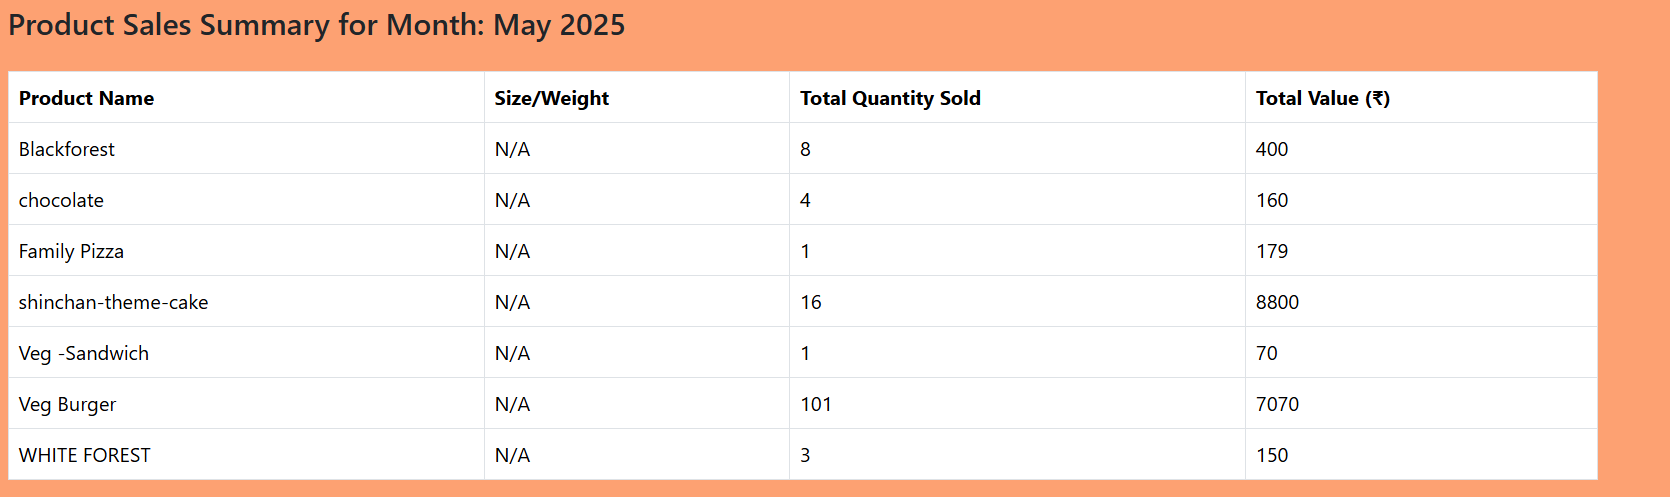 Product Sales Summary for Month: May 2025
Product Name Size/Weight Total Quantity Sold Total Value (₹)
Blackforest N/A 8 400
chocolate N/A 4 160
Family Pizza N/A 1 179
shinchan-theme-cake N/A 16 8800
Veg -Sandwich N/A 1 70
Veg Burger N/A 101 7070
WHITE FOREST N/A 3 150